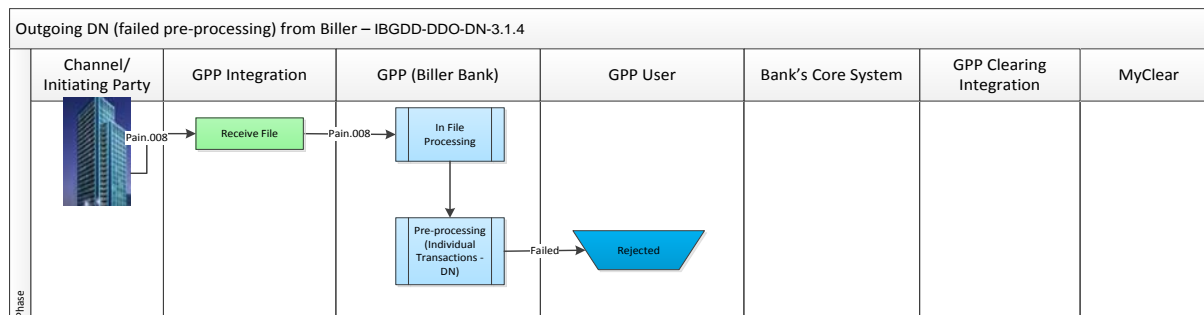 Outgoing DN (failed pre-processing) from Biller – IBGDD-DDO-DN-3.1.4
Channel/
Initiating Party
GPP Integration
GPP (Biller Bank)
GPP User
Bank's Core System
GPP Clearing
Integration
MyClear
Pain.008
Receive File
Pain.008
In File
Processing
Pre-processing
(Individual
Transactions -
DN)
Failed
Rejected
Phase